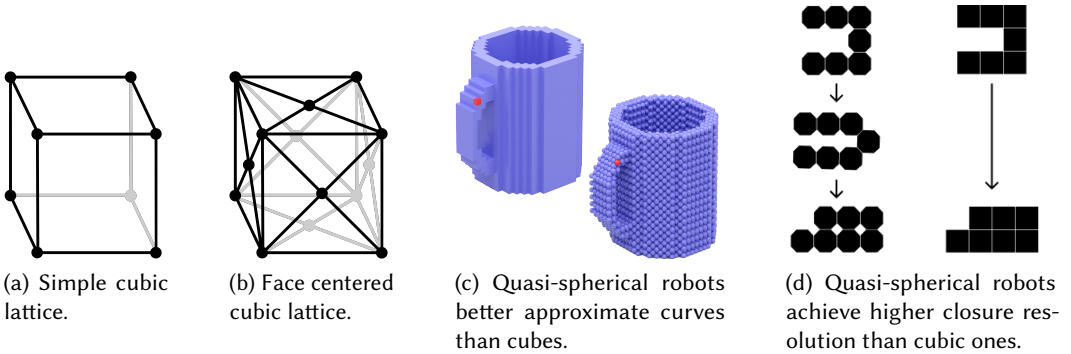 (a) Simple cubic
lattice.
(b) Face centered
cubic lattice.
(c) Quasi-spherical robots
better approximate curves
than cubes.
(d) Quasi-spherical robots
achieve higher closure res-
olution than cubic ones.